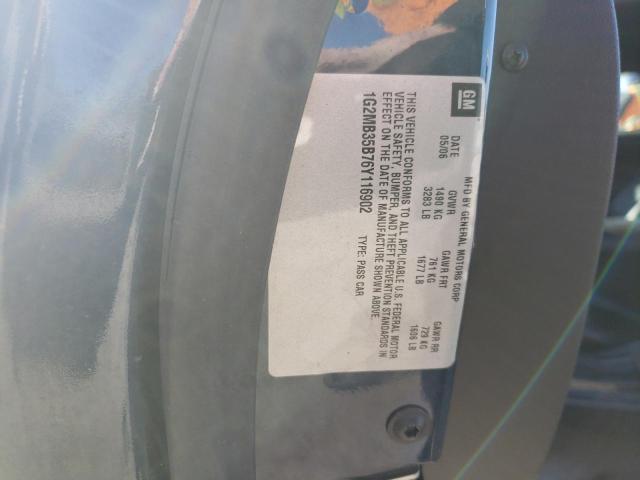 GM
MFD BY GENERAL MOTORS CORP
DATE GVWR GAWR FRT GAWR RR
05/06 1490 KG 761 KG 729 KG
3283 LB 1677 LB 1606 LB
THIS VEHICLE CONFORMS TO ALL APPLICABLE U.S. FEDERAL MOTOR
VEHICLE SAFETY, BUMPER, AND THEFT PREVENTION STANDARDS IN
EFFECT ON THE DATE OF MANUFACTURE SHOWN ABOVE.
1G2MB35B76Y116902 TYPE: PASS CAR